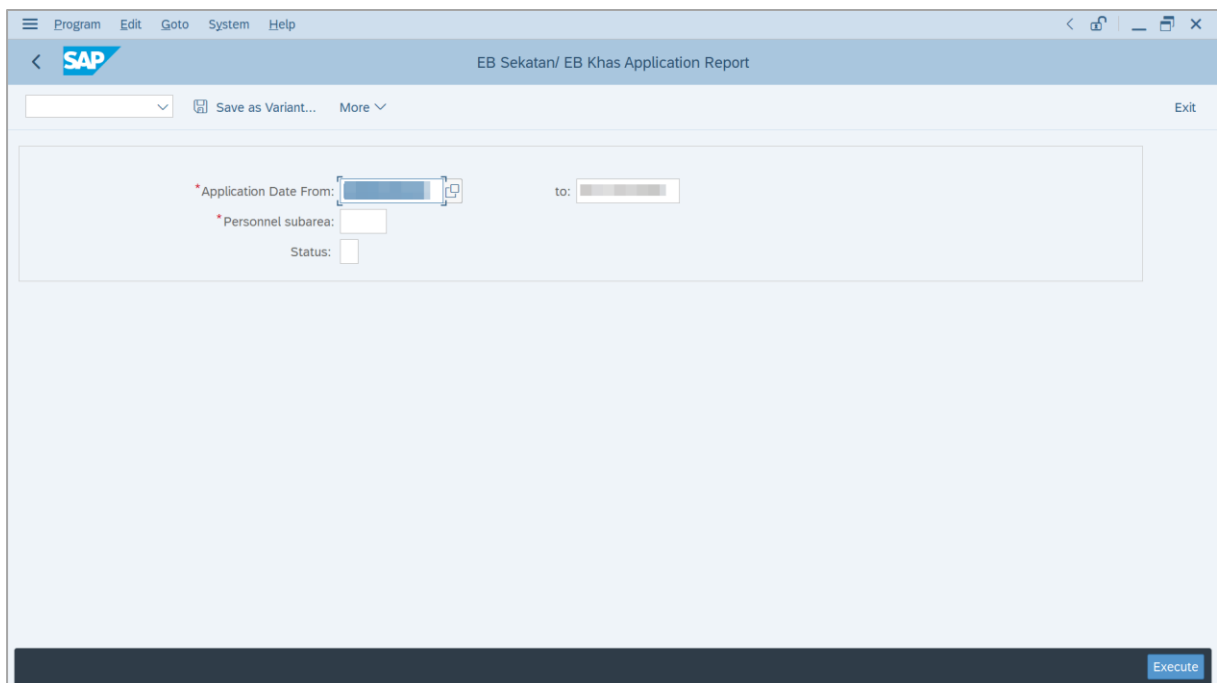 Program Edit Goto System Help
SAP EB Sekatan/ EB Khas Application Report
Save as Variant... More Exit
*Application Date From: to:
*Personnel subarea:
Status:
Execute